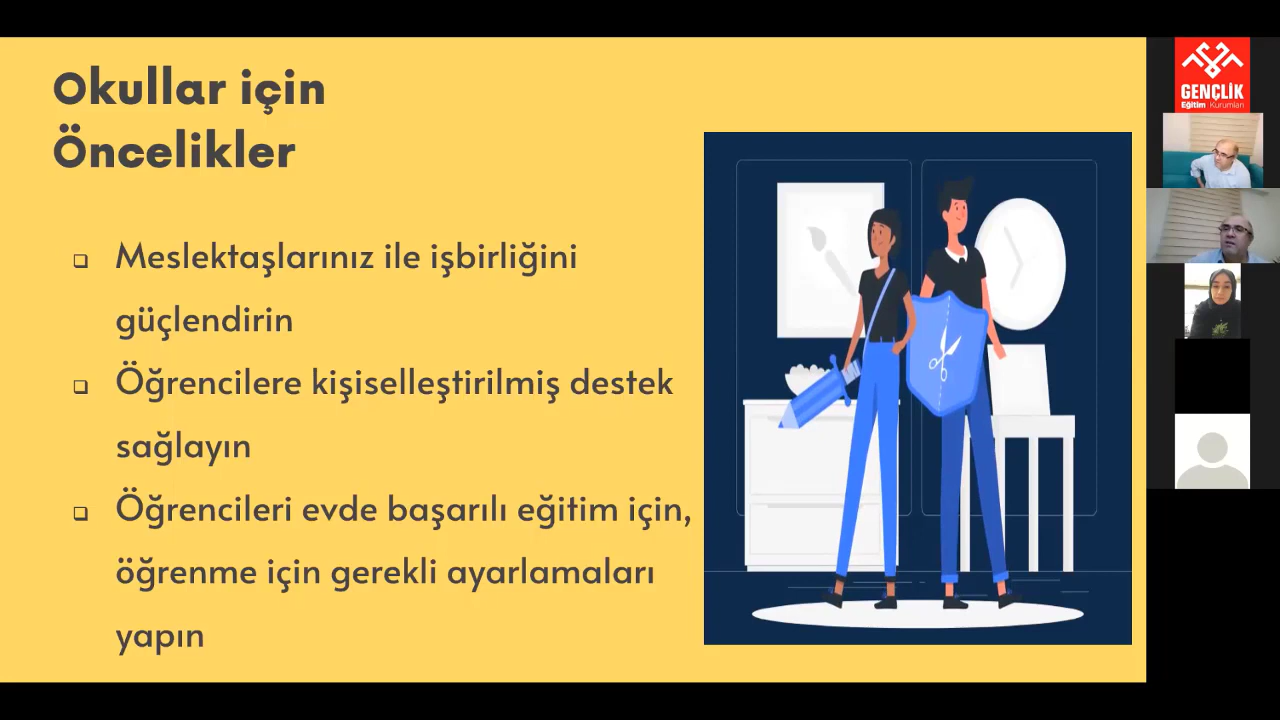 Okullar için
Öncelikler
Meslektaşlarınız ile işbirliğini
güçlendirin
Öğrencilere kişiselleştirilmiş destek
sağlayın
Öğrencileri evde başarılı eğitim için,
öğrenme için gerekli ayarlamaları
yapın
GENÇLİK
Eğitim Kurumları